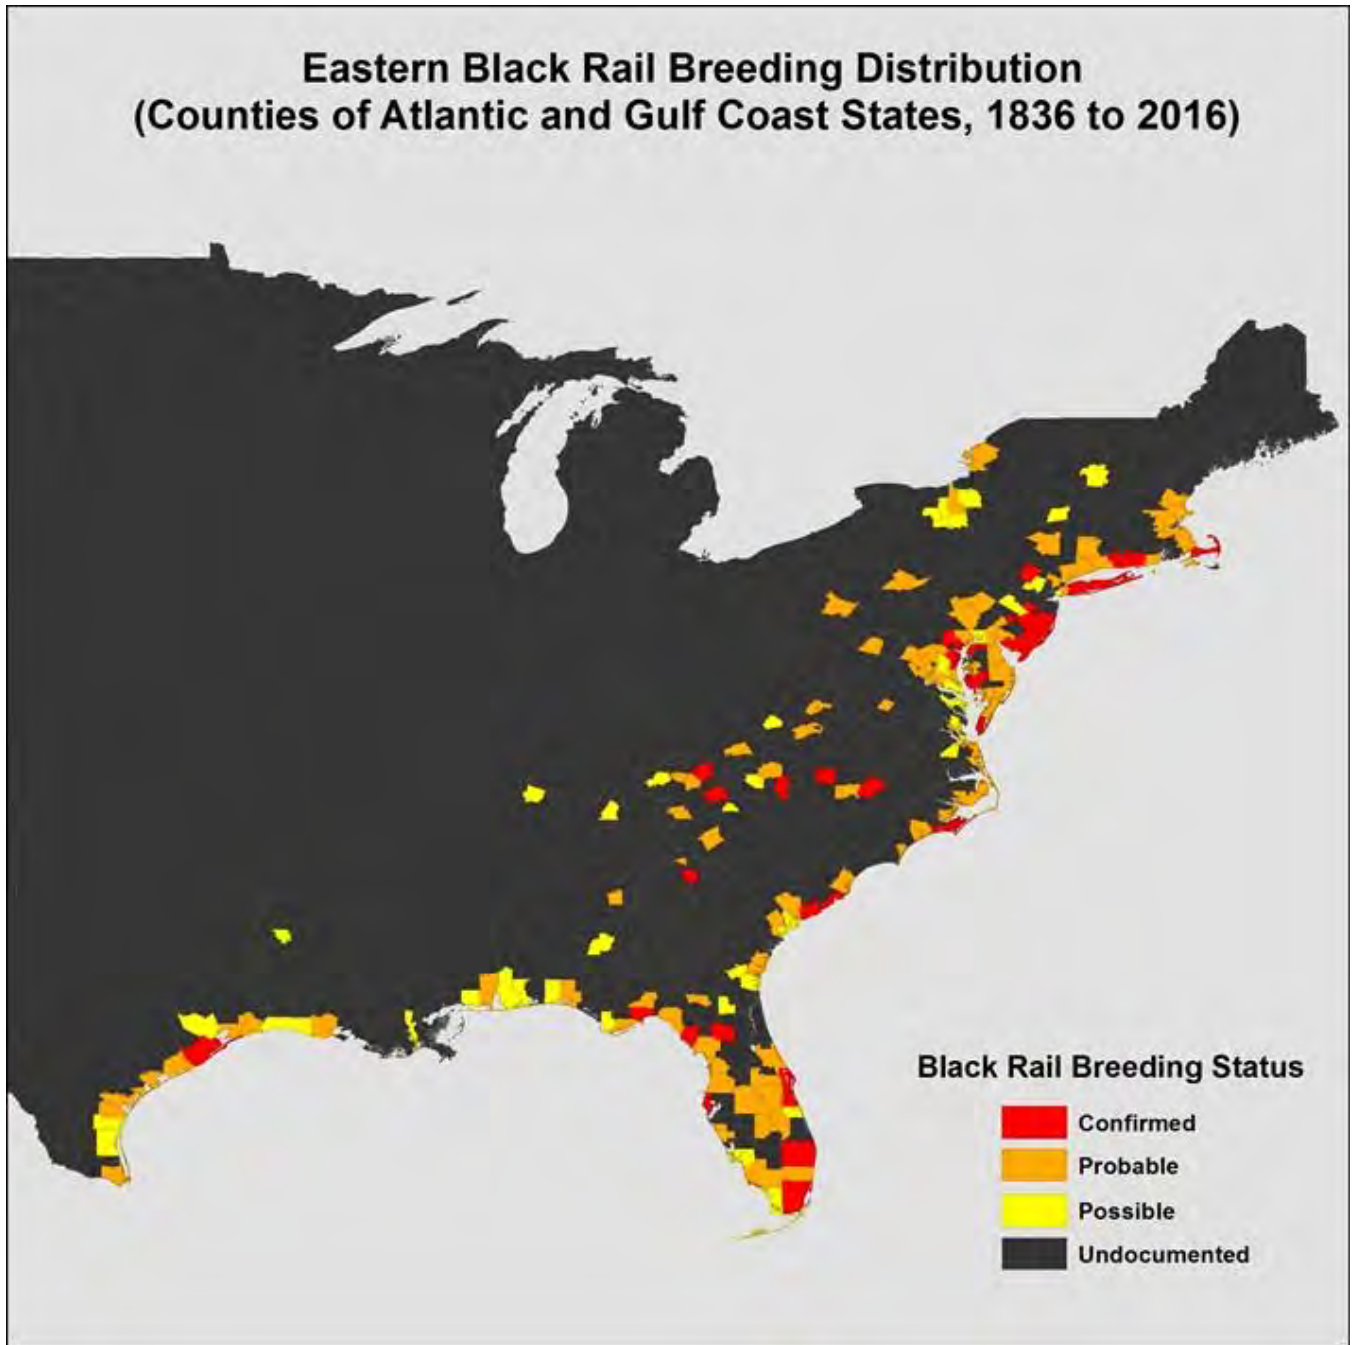 Eastern Black Rail Breeding Distribution
(Counties of Atlantic and Gulf Coast States, 1836 to 2016)
Black Rail Breeding Status
Confirmed
Probable
Possible
Undocumented